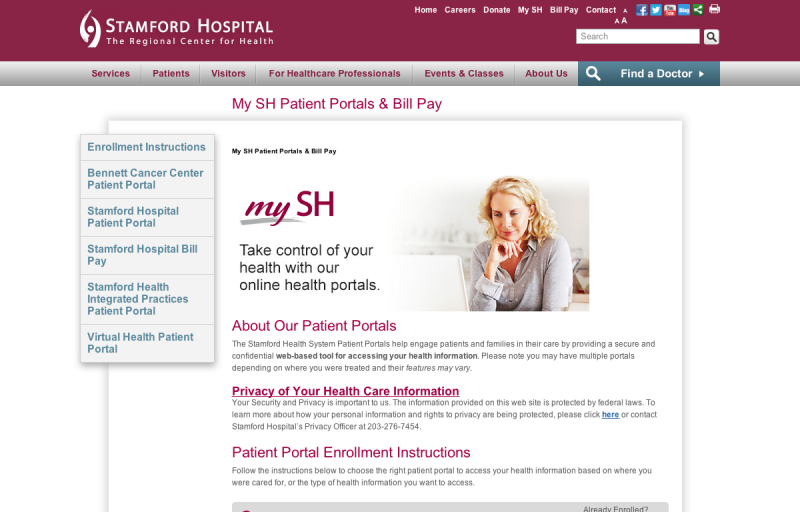 STAMFORD HOSPITAL
The Regional Center for Health
Home Careers Donate My SH Bill Pay Contact A
A A
Search
Services Patients Visitors For Healthcare Professionals Events & Classes About Us Find a Doctor
My SH Patient Portals & Bill Pay
Enrollment Instructions
Bennett Cancer Center
Patient Portal
Stamford Hospital
Patient Portal
Stamford Hospital Bill
Pay
Stamford Health
Integrated Practices
Patient Portal
Virtual Health Patient
Portal
My SH Patient Portals & Bill Pay
my SH
Take control of your
health with our
online health portals.
About Our Patient Portals
The Stamford Health System Patient Portals help engage patients and families in their care by providing a secure and
confidential web-based tool for accessing your health information. Please note you may have multiple portals
depending on where you were treated and their features may vary.
Privacy of Your Health Care Information
Your Security and Privacy is important to us. The information provided on this web site is protected by federal laws. To
learn more about how your personal information and rights to privacy are being protected, please click here or contact
Stamford Hospital's Privacy Officer at 203-276-7454.
Patient Portal Enrollment Instructions
Follow the instructions below to choose the right patient portal to access your health information based on where you
were cared for, or the type of health information you want to access.
Already Enrolled?